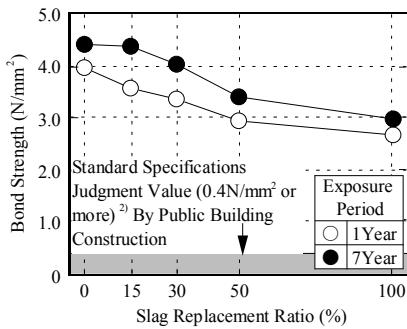 5.0
4.0
3.0
2.0
1.0
0
Bond Strength (N/mm²)
Standard Specifications
Judgment Value (0.4N/mm² or
more) ²⁾ By Public Building
Construction
Exposure
Period
1Year
7Year
0 15 30 50 100
Slag Replacement Ratio (%)